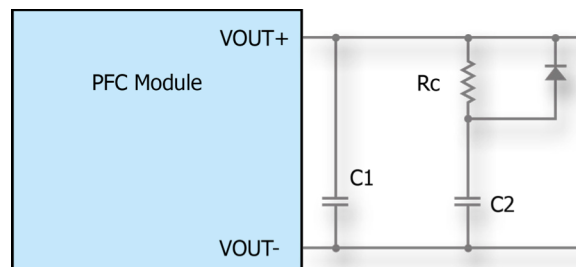 VOUT+
PFC Module
Rc
C1
C2
VOUT-